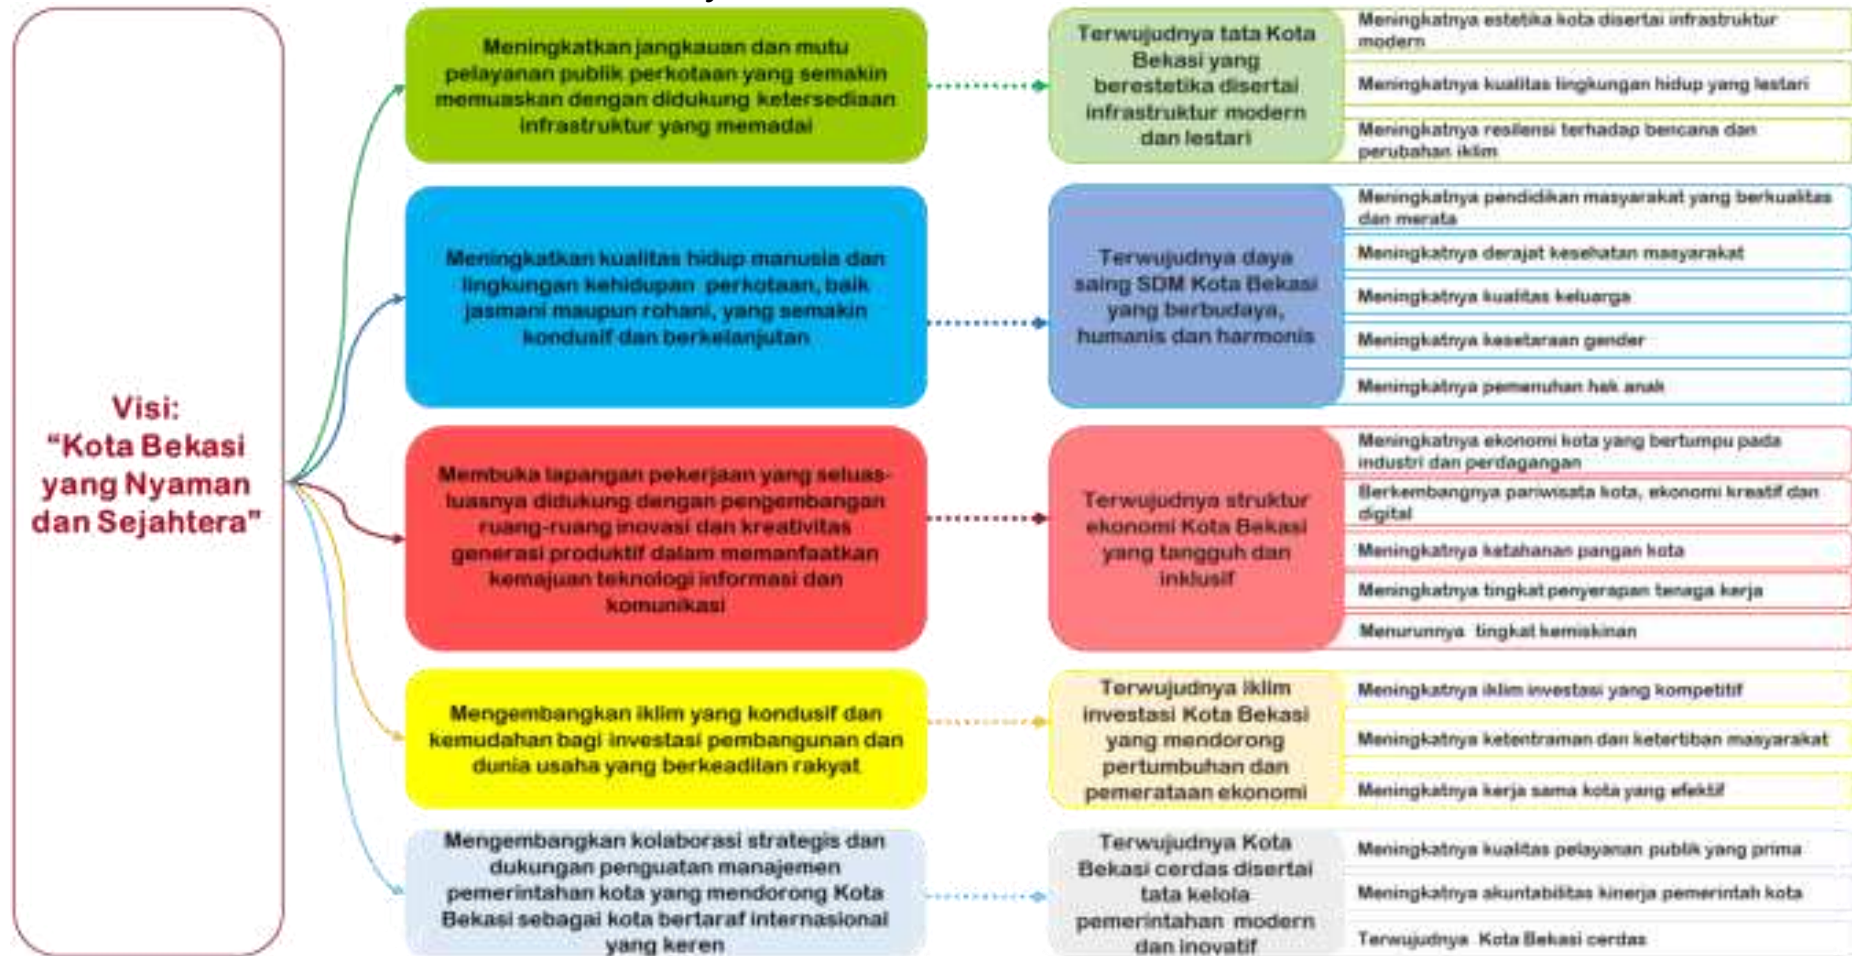 Visi:
“Kota Bekasi
yang Nyaman
dan Sejahtera”
Meningkatkan jangkauan dan mutu
pelayanan publik perkotaan yang semakin
memuaskan dengan didukung ketersediaan
infrastruktur yang memadai
Terwujudnya tata Kota
Bekasi yang
berestetika disertai
infrastruktur modern
dan lestari
Meningkatnya estetika kota disertai infrastruktur
modern
Meningkatnya kualitas lingkungan hidup yang lestari
Meningkatnya resilensi terhadap bencana dan
perubahan iklim
Meningkatkan kualitas hidup manusia dan
lingkungan kehidupan perkotaan, baik
jasmani maupun rohani, yang semakin
kondusif dan berkelanjutan
Terwujudnya daya
saing SDM Kota Bekasi
yang berbudaya,
humanis dan harmonis
Meningkatnya pendidikan masyarakat yang berkualitas
dan merata
Meningkatnya derajat kesehatan masyarakat
Meningkatnya kualitas keluarga
Meningkatnya kesetaraan gender
Meningkatnya pemenuhan hak anak
Membuka lapangan pekerjaan yang seluas-
luasnya didukung dengan pengembangan
ruang-ruang inovasi dan kreativitas
generasi produktif dalam memanfaatkan
kemajuan teknologi informasi dan
komunikasi
Terwujudnya struktur
ekonomi Kota Bekasi
yang tangguh dan
inklusif
Meningkatnya ekonomi kota yang bertumpu pada
industri dan perdagangan
Berkembangnya pariwisata kota, ekonomi kreatif dan
digital
Meningkatnya ketahanan pangan kota
Meningkatnya tingkat penyerapan tenaga kerja
Menurunnya tingkat kemiskinan
Mengembangkan iklim yang kondusif dan
kemudahan bagi investasi pembangunan dan
dunia usaha yang berkeadilan rakyat
Terwujudnya iklim
investasi Kota Bekasi
yang mendorong
pertumbuhan dan
pemerataan ekonomi
Meningkatnya iklim investasi yang kompetitif
Meningkatnya ketentraman dan ketertiban masyarakat
Meningkatnya kerja sama kota yang efektif
Mengembangkan kolaborasi strategis dan
dukungan penguatan manajemen
pemerintahan kota yang mendorong Kota
Bekasi sebagai kota bertaraf internasional
yang keren
Terwujudnya Kota
Bekasi cerdas disertai
tata kelola
pemerintahan modern
dan inovatif
Meningkatnya kualitas pelayanan publik yang prima
Meningkatnya akuntabilitas kinerja pemerintah kota
Terwujudnya Kota Bekasi cerdas